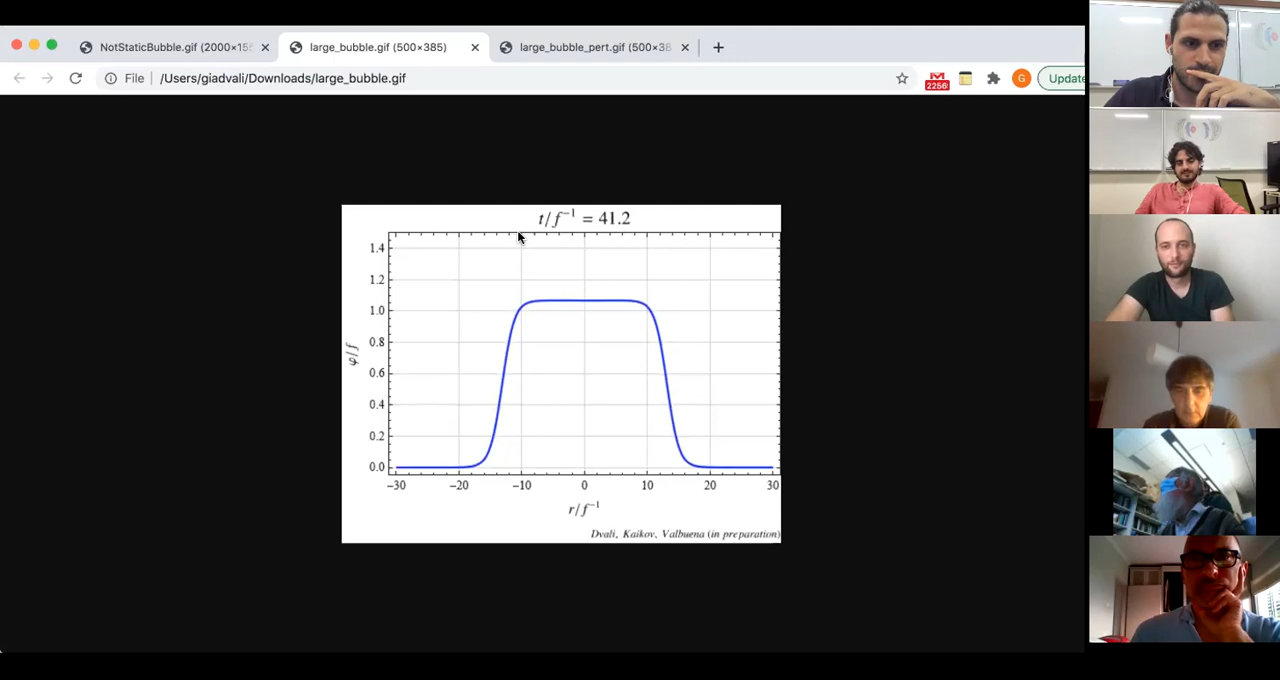 NotStaticBubble.gif (2000×15
large_bubble.gif (500×385)
large_bubble_pert.gif (500×38
File
/Users/giadvali/Downloads/large_bubble.gif
2256
G
Update
t/f⁻¹ = 41.2
1.4
1.2
1.0
0.8
0.6
0.4
0.2
0.0
φ/f
−30 −20 −10 0 10 20 30
r/f⁻¹
Dvali, Kaikov, Valbuena (in preparation)